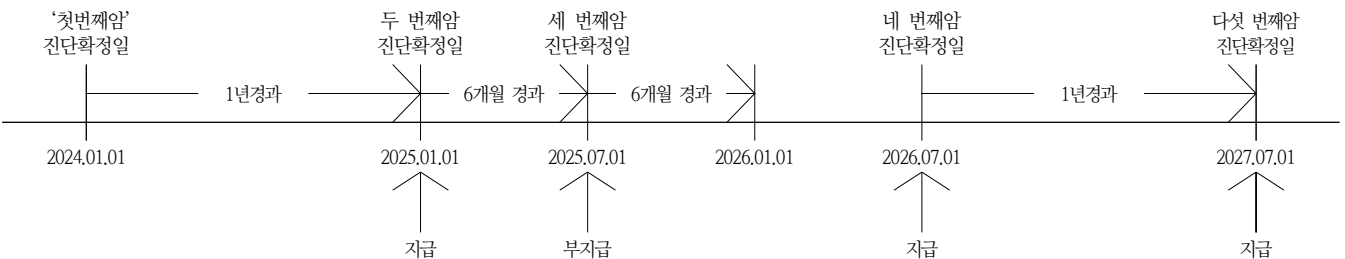 ‘첫번째암’
진단확정일
두 번째암
진단확정일
세 번째암
진단확정일
네 번째암
진단확정일
다섯 번째암
진단확정일
1년경과
6개월 경과
6개월 경과
1년경과
2024.01.01
2025.01.01
2025.07.01
2026.01.01
2026.07.01
2027.07.01
지급
부지급
지급
지급